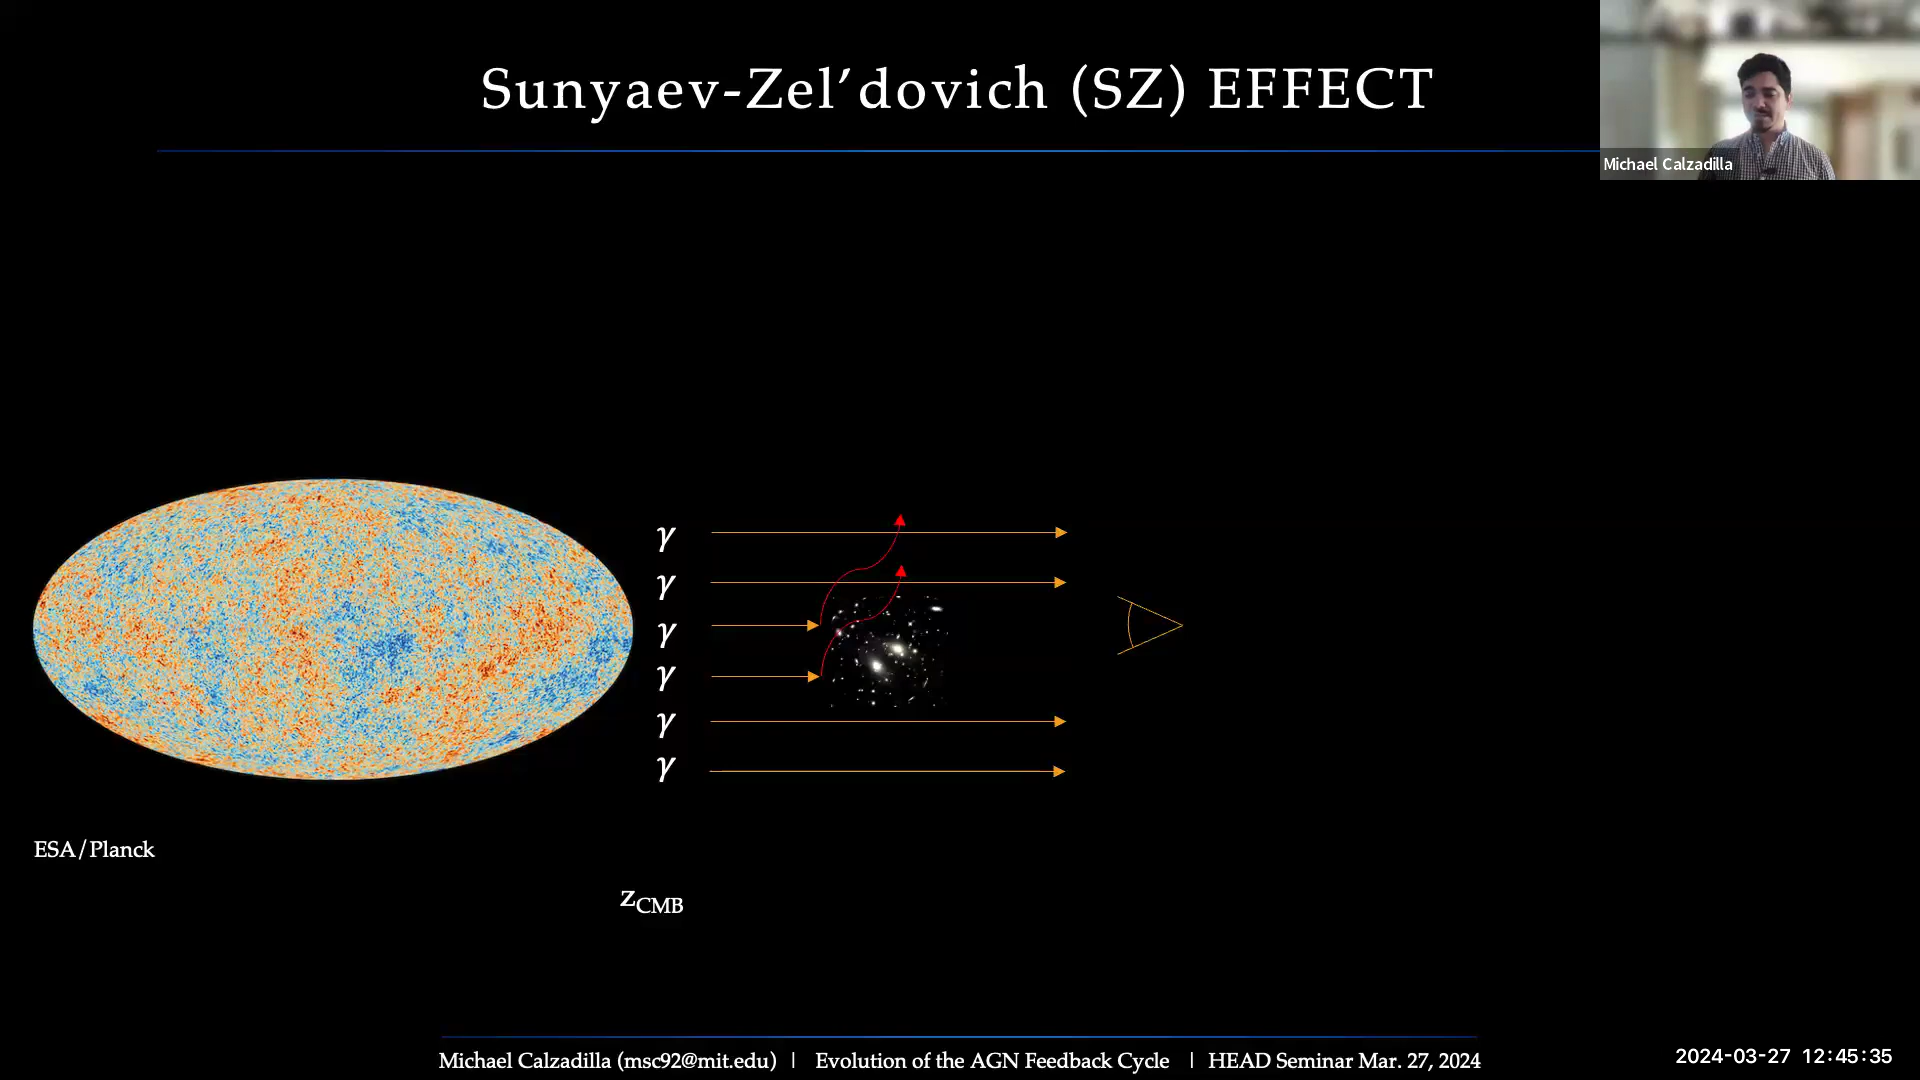 Sunyaev-Zel’dovich (SZ) EFFECT
Michael Calzadilla
γ
γ
γ
γ
γ
γ
ESA/Planck
zCMB
Michael Calzadilla (msc92@mit.edu) | Evolution of the AGN Feedback Cycle | HEAD Seminar Mar. 27, 2024
2024-03-27 12:45:35